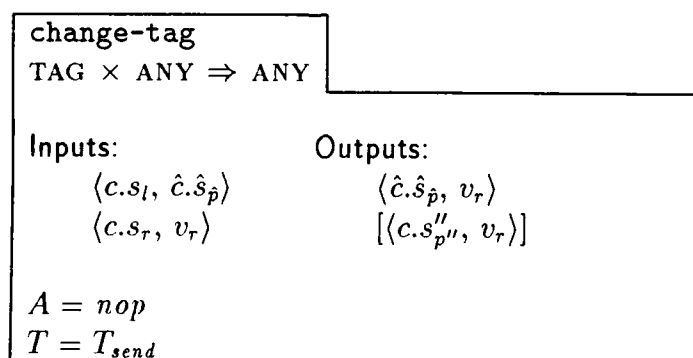 change-tag
TAG × ANY ⇒ ANY
Inputs: Outputs:
⟨c.s_l, ĉ.ŝ_p̂⟩ ⟨ĉ.ŝ_p̂, v_r⟩
⟨c.s_r, v_r⟩ [⟨c.s''_p'', v_r⟩]
A = nop
T = T_send